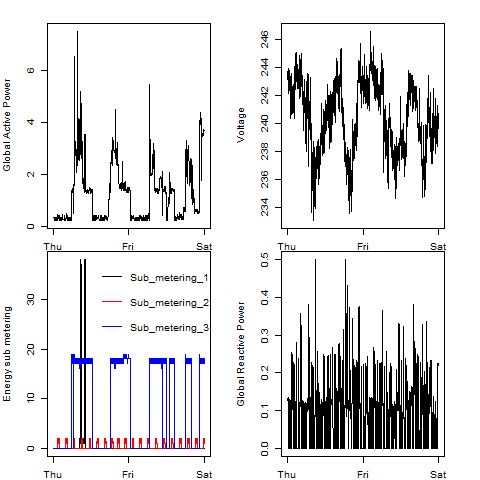 Global Active Power
0
2
4
6
Thu
Fri
Sat
Voltage
234
236
238
240
242
244
246
Thu
Fri
Sat
Energy sub metering
0
10
20
30
Sub_metering_1
Sub_metering_2
Sub_metering_3
Thu
Fri
Sat
Global Reactive Power
0.0
0.1
0.2
0.3
0.4
0.5
Thu
Fri
Sat